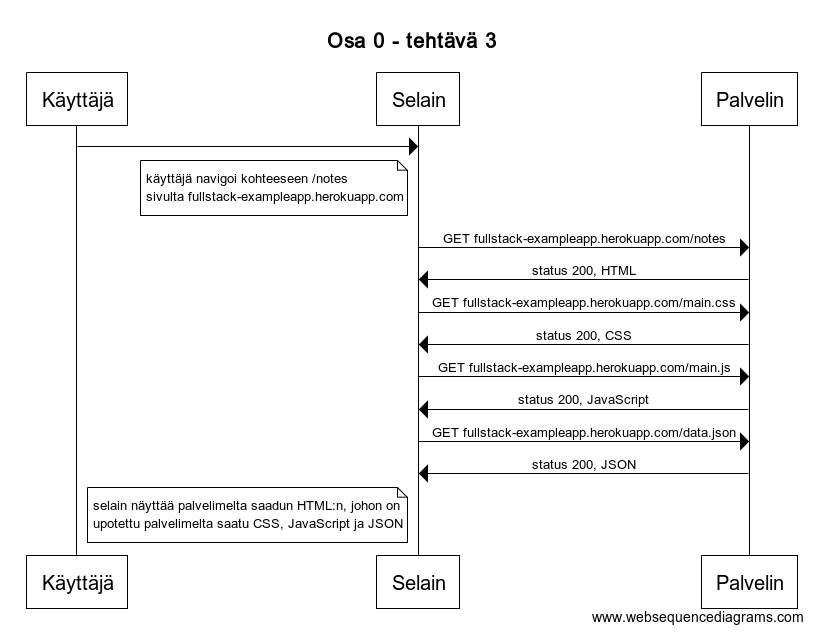 Osa 0 - tehtävä 3
Käyttäjä
Selain
Palvelin
käyttäjä navigoi kohteeseen /notes
sivulta fullstack-exampleapp.herokuapp.com
GET fullstack-exampleapp.herokuapp.com/notes
status 200, HTML
GET fullstack-exampleapp.herokuapp.com/main.css
status 200, CSS
GET fullstack-exampleapp.herokuapp.com/main.js
status 200, JavaScript
GET fullstack-exampleapp.herokuapp.com/data.json
status 200, JSON
selain näyttää palvelimelta saadun HTML:n, johon on
upotettu palvelimelta saatu CSS, JavaScript ja JSON
Käyttäjä
Selain
Palvelin
www.websequencediagrams.com